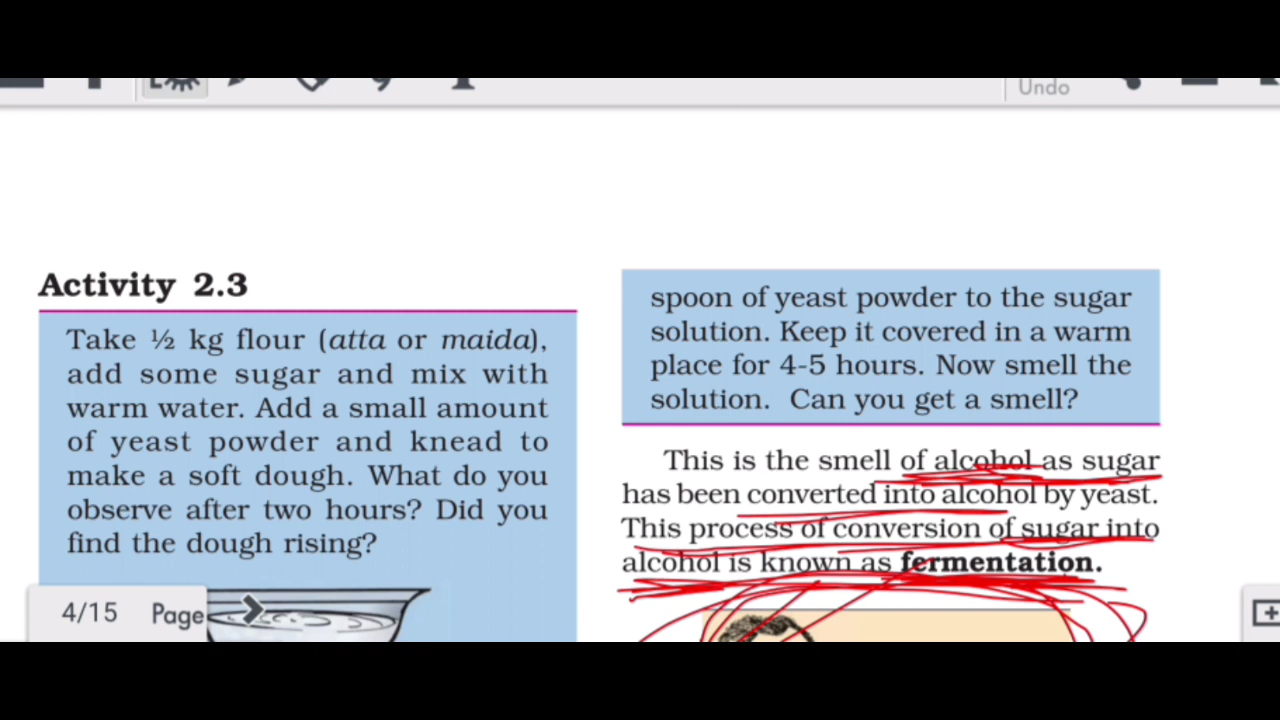 Undo
Activity 2.3
Take ½ kg flour (atta or maida),
add some sugar and mix with
warm water. Add a small amount
of yeast powder and knead to
make a soft dough. What do you
observe after two hours? Did you
find the dough rising?
4/15 Page
spoon of yeast powder to the sugar
solution. Keep it covered in a warm
place for 4-5 hours. Now smell the
solution. Can you get a smell?
This is the smell of alcohol as sugar
has been converted into alcohol by yeast.
This process of conversion of sugar into
alcohol is known as fermentation.